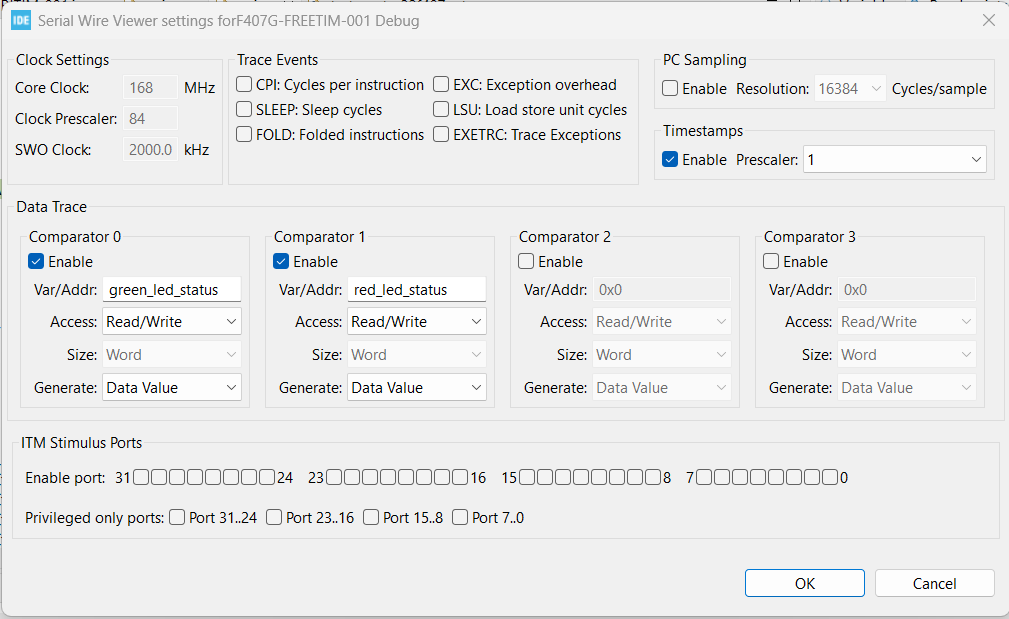 IDE Serial Wire Viewer settings forF407G-FREETIM-001 Debug
Clock Settings
Core Clock: 168 MHz
Clock Prescaler: 84
SWO Clock: 2000.0 kHz
Trace Events
CPI: Cycles per instruction EXC: Exception overhead
SLEEP: Sleep cycles LSU: Load store unit cycles
FOLD: Folded instructions EXETRC: Trace Exceptions
PC Sampling
Enable Resolution: 16384 Cycles/sample
Timestamps
Enable Prescaler: 1
Data Trace
Comparator 0
Enable
Var/Addr: green_led_status
Access: Read/Write
Size: Word
Generate: Data Value
Comparator 1
Enable
Var/Addr: red_led_status
Access: Read/Write
Size: Word
Generate: Data Value
Comparator 2
Enable
Var/Addr: 0x0
Access: Read/Write
Size: Word
Generate: Data Value
Comparator 3
Enable
Var/Addr: 0x0
Access: Read/Write
Size: Word
Generate: Data Value
ITM Stimulus Ports
Enable port: 31 24 23 16 15 8 7 0
Privileged only ports: Port 31..24 Port 23..16 Port 15..8 Port 7..0
OK Cancel